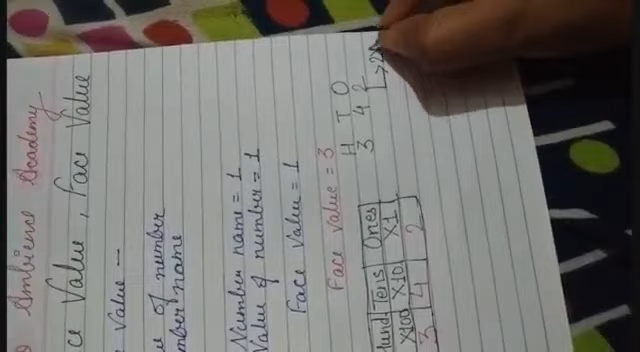 Ambience Academy
ce Value, Face Value
Value –
of number
number name
Number name = 1
Value of number = 1
Face Value = 1
Face Value = 3
H T O
3 4 2
Hund Tens Ones
X100 X10 X1
3 4 2